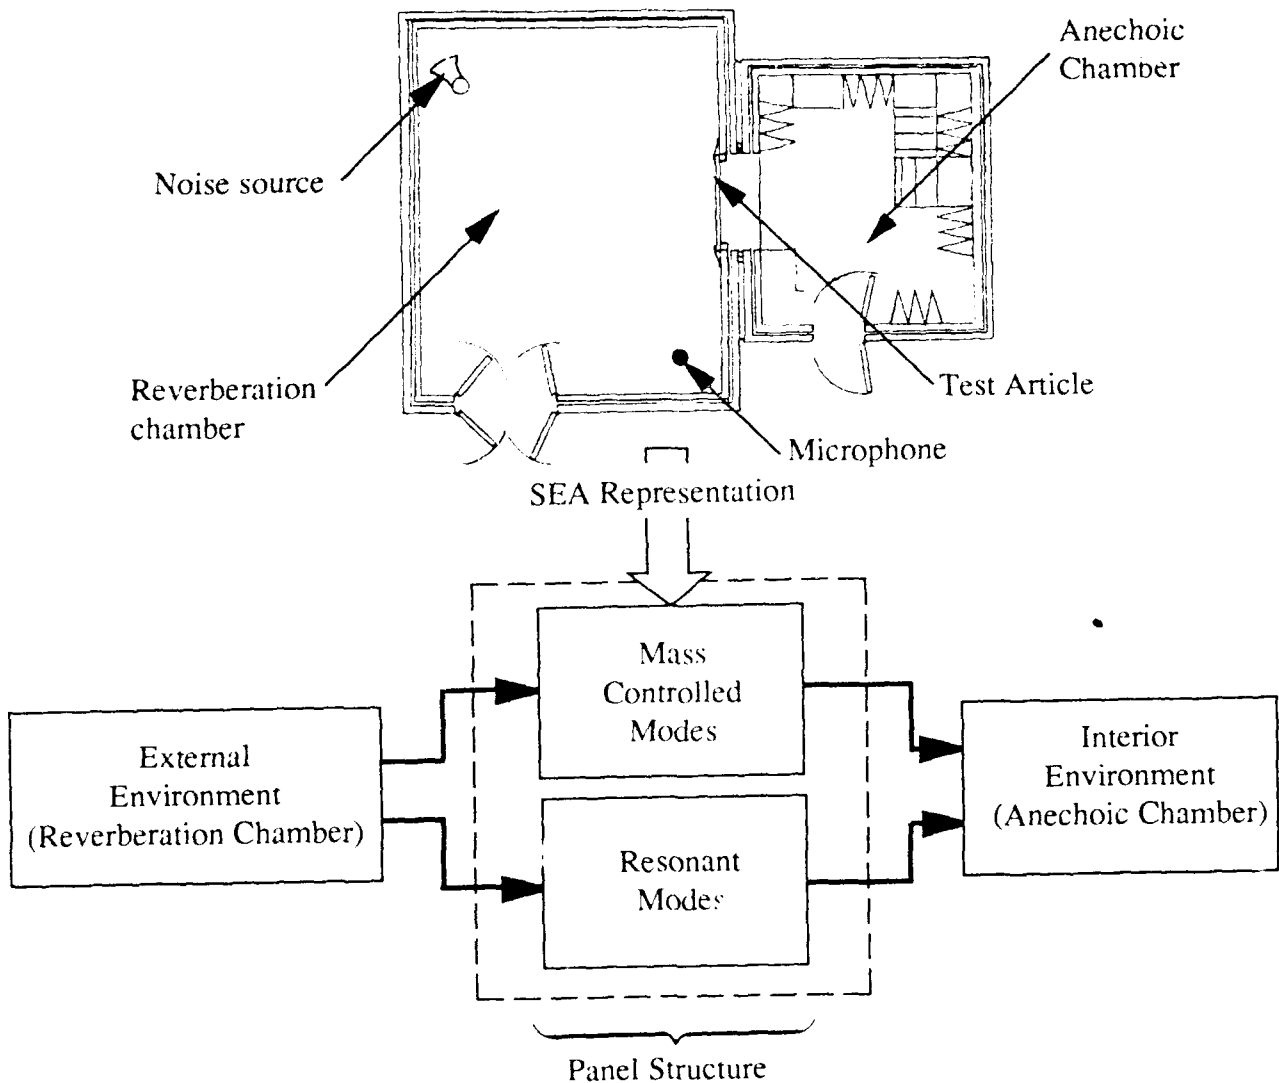 Anechoic
Chamber
Noise source
Reverberation
chamber
Test Article
Microphone
SEA Representation
Mass
Controlled
Modes
External
Environment
(Reverberation Chamber)
Interior
Environment
(Anechoic Chamber)
Resonant
Modes
Panel Structure